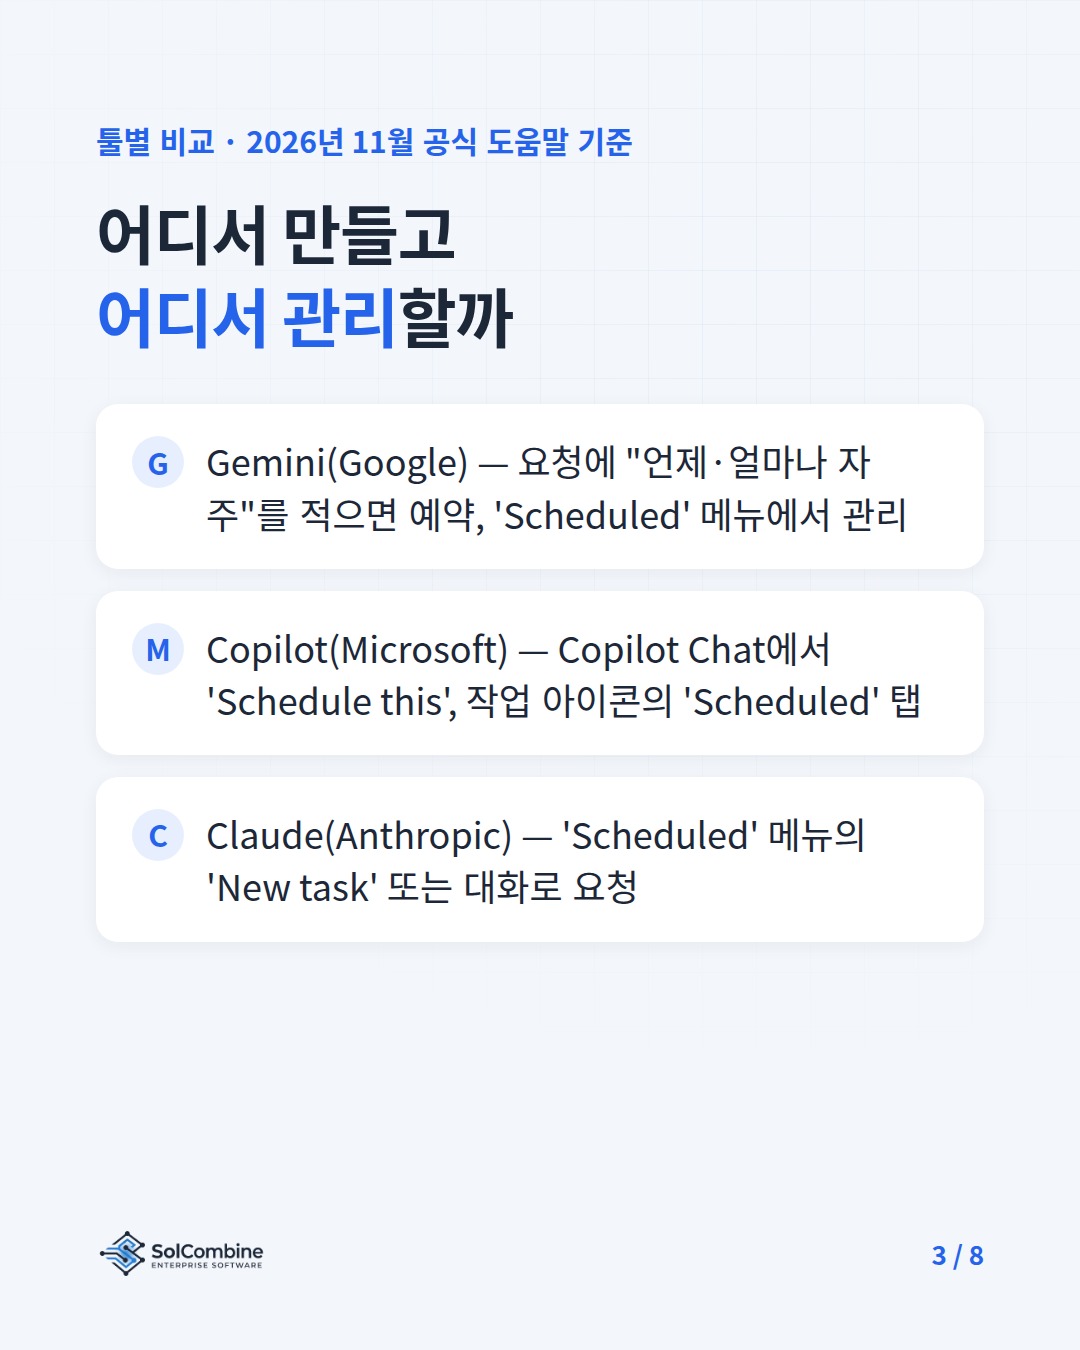 툴별 비교 · 2026년 11월 공식 도움말 기준
어디서 만들고
어디서 관리할까
G
Gemini(Google) — 요청에 "언제·얼마나 자
주"를 적으면 예약, 'Scheduled' 메뉴에서 관리
M
Copilot(Microsoft) — Copilot Chat에서
'Schedule this', 작업 아이콘의 'Scheduled' 탭
C
Claude(Anthropic) — 'Scheduled' 메뉴의
'New task' 또는 대화로 요청
SolCombine
ENTERPRISE SOFTWARE
3 / 8